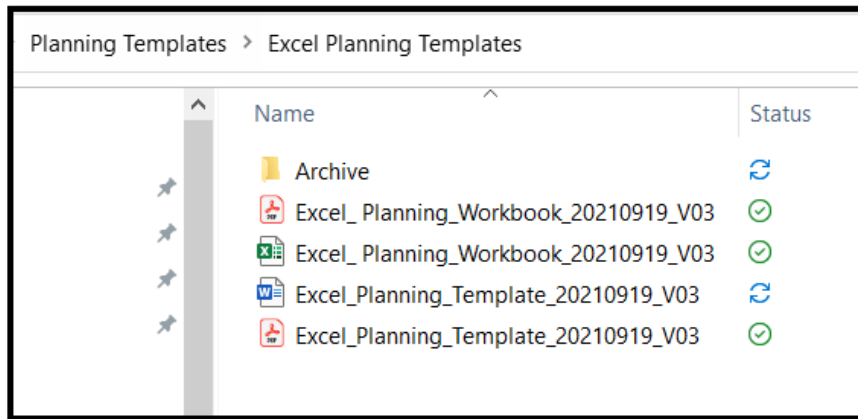 Planning Templates > Excel Planning Templates
Name Status
Archive
Excel_ Planning_Workbook_20210919_V03
Excel_ Planning_Workbook_20210919_V03
Excel_Planning_Template_20210919_V03
Excel_Planning_Template_20210919_V03